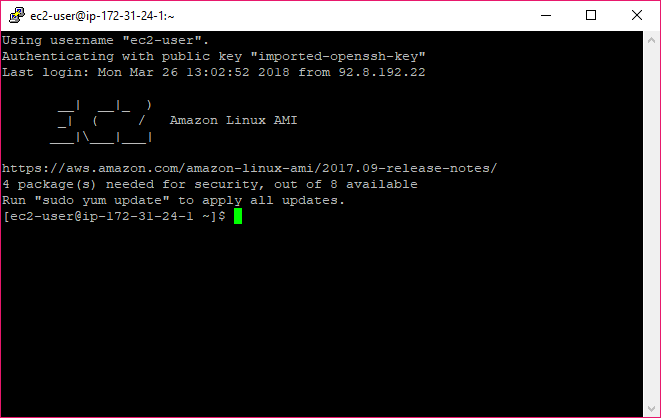 ec2-user@ip-172-31-24-1:~
Using username "ec2-user".
Authenticating with public key "imported-openssh-key"
Last login: Mon Mar 26 13:02:52 2018 from 92.8.192.22

       __|  __|_  )
       _|  (     /   Amazon Linux AMI
      ___|\___|___|

https://aws.amazon.com/amazon-linux-ami/2017.09-release-notes/
4 package(s) needed for security, out of 8 available
Run "sudo yum update" to apply all updates.
[ec2-user@ip-172-31-24-1 ~]$